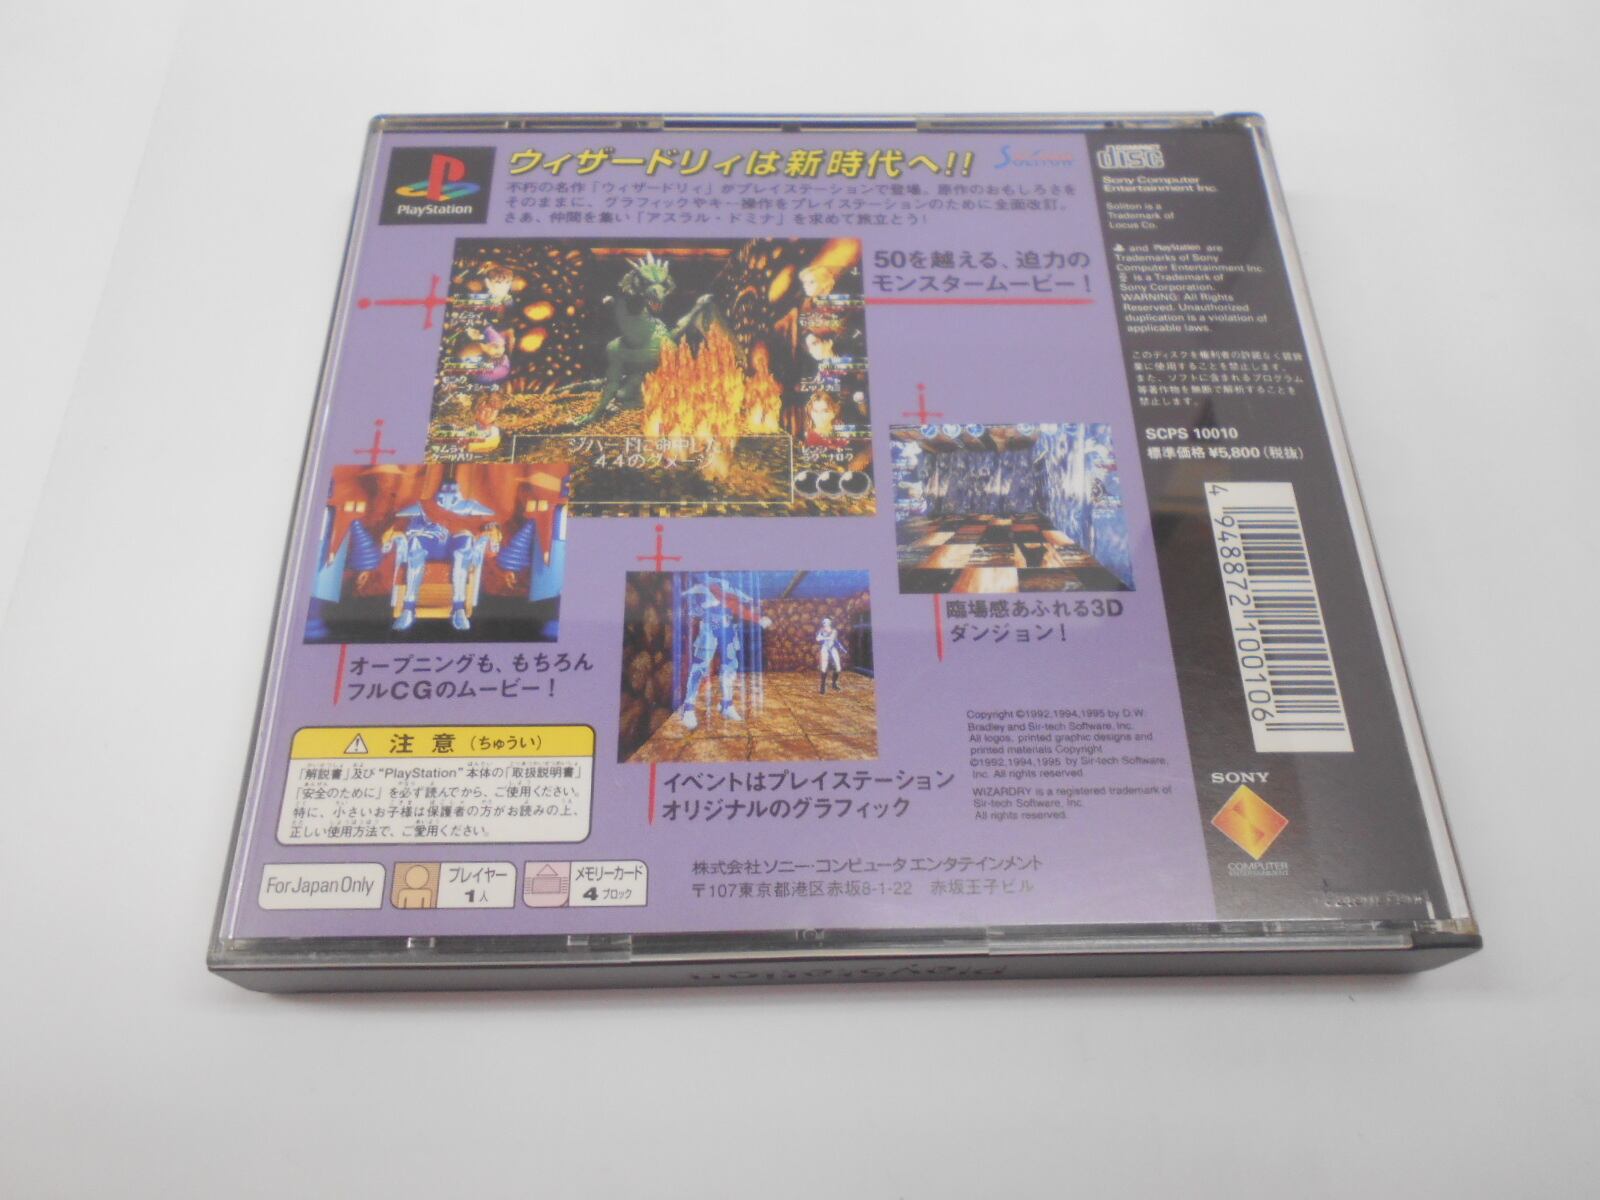 PlayStation
ウィザードリィは新時代へ!!
SOLITON
不朽の名作「ウィザードリィ」がプレイステーションで登場。原作のおもしろさを
そのままに、グラフィックやキー操作をプレイステーションのために全面改訂。
さあ、仲間を集い「アスラル・ドミナ」を求めて旅立とう!
50を越える、迫力の
モンスタームービー!
ジハードに命中した!
44のダメージ
オープニングも、もちろん
フルCGのムービー!
臨場感あふれる3D
ダンジョン!
イベントはプレイステーション
オリジナルのグラフィック
注意(ちゅうい)
「解説書」及び“PlayStation”本体の「取扱説明書」
「安全のために」を必ず読んでから、ご使用ください。
特に、小さいお子様は保護者の方がお読みの上、
正しい使用方法で、ご愛用ください。
For Japan Only
プレイヤー
1人
メモリーカード
4ブロック
株式会社ソニー・コンピュータエンタテインメント
〒107東京都港区赤坂8-1-22 赤坂王子ビル
Copyright ©1992,1994,1995 by D.W.
Bradley and Sir-tech Software, Inc.
All logos, printed graphic designs and
printed materials Copyright
©1992,1994,1995 by Sir-tech Software,
Inc. All rights reserved.
WIZARDRY is a registered trademark of
Sir-tech Software, Inc.
All rights reserved.
COMPACT
disc
Sony Computer
Entertainment Inc.
Soliton is a
Trademark of
Locus Co.
and PlayStation are
Trademarks of Sony
Computer Entertainment Inc.
is a Trademark of
Sony Corporation.
WARNING: All Rights
Reserved. Unauthorized
duplication is a violation of
applicable laws.
このディスクを権利者の許諾なく賃貸
業に使用することを禁止します。
また、ソフトに含まれるプログラム
等著作物を無断で解析することを
禁止します。
SCPS 10010
標準価格 ¥5,800(税抜)
4 948872 100106
SONY
COMPUTER
ENTERTAINMENT
PlayStation